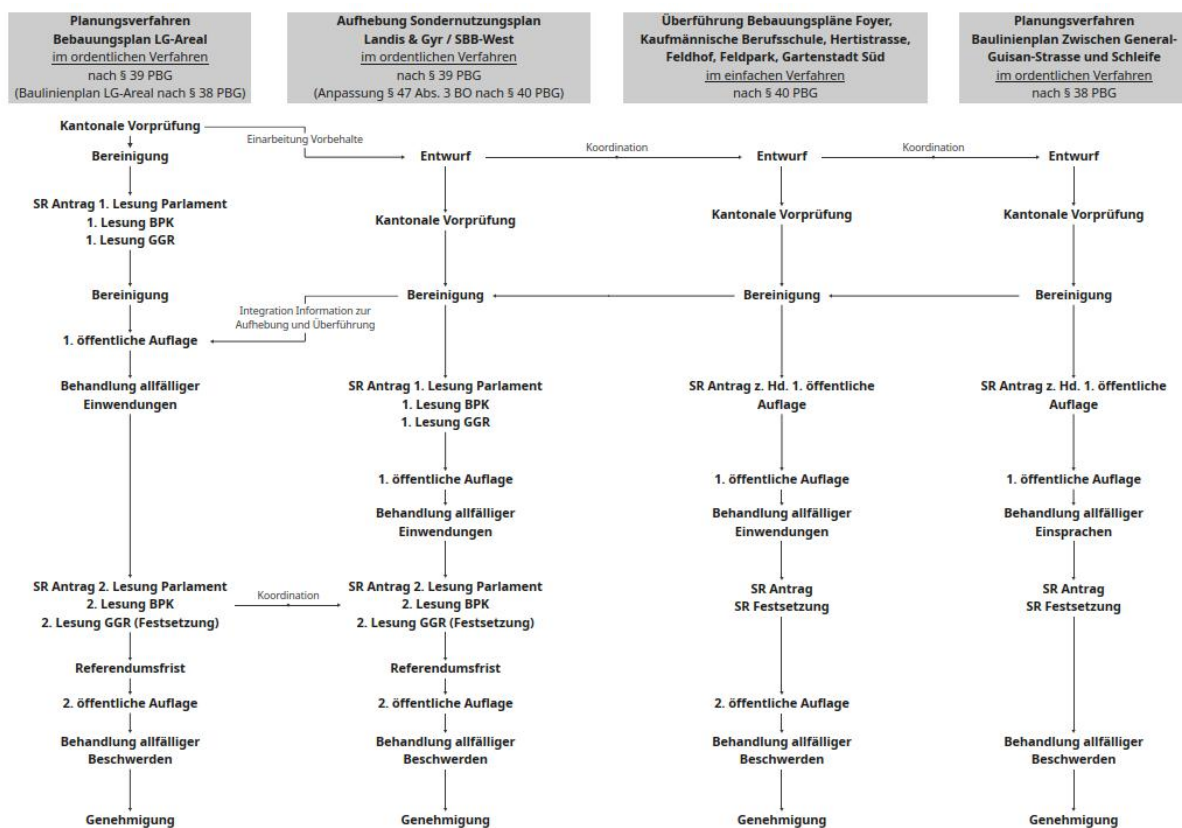 Planungsverfahren
Bebauungsplan LG-Areal
im ordentlichen Verfahren
nach § 39 PBG
(Baulinienplan LG-Areal nach § 38 PBG)
Aufhebung Sondernutzungsplan
Landis & Gyr / SBB-West
im ordentlichen Verfahren
nach § 39 PBG
(Anpassung § 47 Abs. 3 BO nach § 40 PBG)
Überführung Bebauungspläne Foyer,
Kaufmännische Berufsschule, Hertistrasse,
Feldhof, Feldpark, Gartenstadt Süd
im einfachen Verfahren
nach § 40 PBG
Planungsverfahren
Baulinienplan Zwischen General-
Guisan-Strasse und Schleife
im ordentlichen Verfahren
nach § 38 PBG
Kantonale Vorprüfung
Bereinigung
SR Antrag 1. Lesung Parlament
1. Lesung BPK
1. Lesung GGR
Bereinigung
1. öffentliche Auflage
Behandlung allfälliger
Einwendungen
SR Antrag 2. Lesung Parlament
2. Lesung BPK
2. Lesung GGR (Festsetzung)
Referendumsfrist
2. öffentliche Auflage
Behandlung allfälliger
Beschwerden
Genehmigung
Einarbeitung Vorbehalte
Integration Information zur
Aufhebung und Überführung
Koordination
Entwurf
Kantonale Vorprüfung
Bereinigung
SR Antrag 1. Lesung Parlament
1. Lesung BPK
1. Lesung GGR
1. öffentliche Auflage
Behandlung allfälliger
Einwendungen
SR Antrag 2. Lesung Parlament
2. Lesung BPK
2. Lesung GGR (Festsetzung)
Referendumsfrist
2. öffentliche Auflage
Behandlung allfälliger
Beschwerden
Genehmigung
Koordination
Entwurf
Kantonale Vorprüfung
Bereinigung
SR Antrag z. Hd. 1. öffentliche
Auflage
1. öffentliche Auflage
Behandlung allfälliger
Einwendungen
SR Antrag
SR Festsetzung
2. öffentliche Auflage
Behandlung allfälliger
Beschwerden
Genehmigung
Koordination
Entwurf
Kantonale Vorprüfung
Bereinigung
SR Antrag z. Hd. 1. öffentliche
Auflage
1. öffentliche Auflage
Behandlung allfälliger
Einsprachen
SR Antrag
SR Festsetzung
Behandlung allfälliger
Beschwerden
Genehmigung